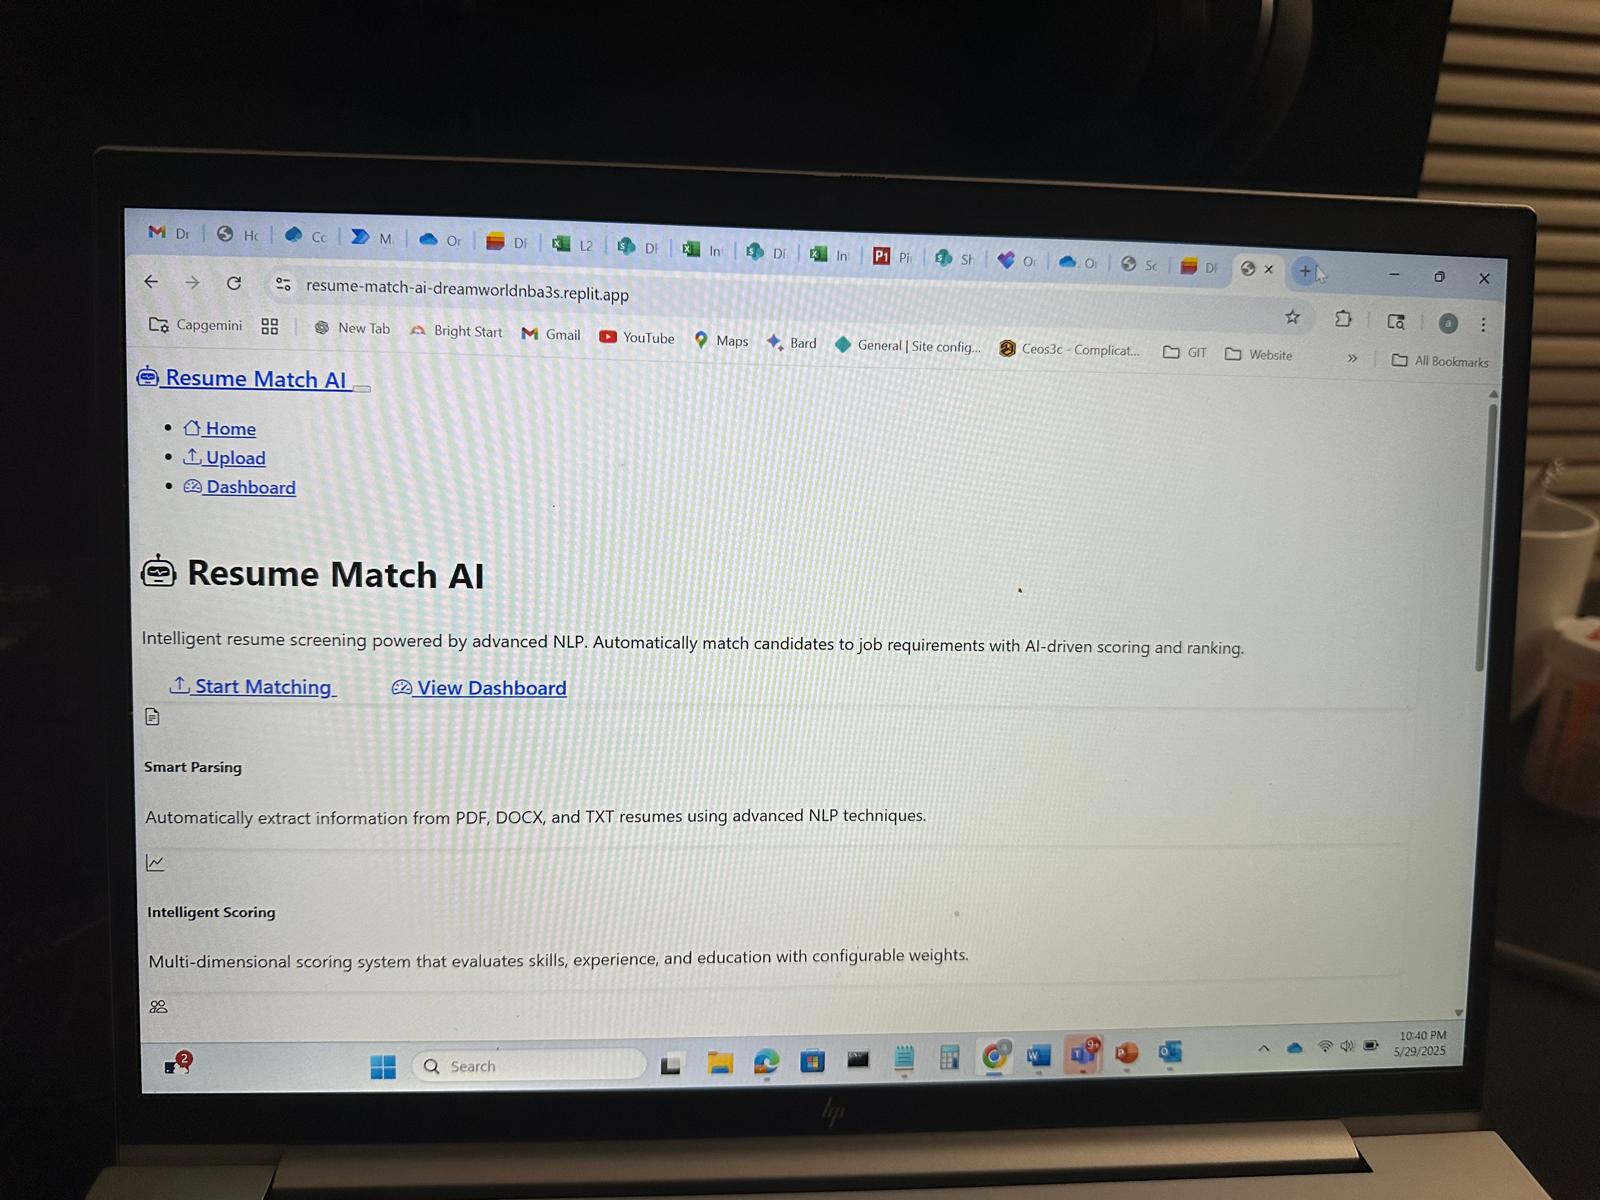 Dr Ho Cc M Or DF L2 DF In DF In Pi Sh Or Or Sc DF
resume-match-ai-dreamworldnba3s.replit.app
a
Capgemini New Tab Bright Start Gmail YouTube Maps Bard General | Site config... Ceos3c - Complicat... GIT Website » All Bookmarks
Resume Match AI
Home
Upload
Dashboard
Resume Match AI
Intelligent resume screening powered by advanced NLP. Automatically match candidates to job requirements with AI-driven scoring and ranking.
Start Matching View Dashboard
Smart Parsing
Automatically extract information from PDF, DOCX, and TXT resumes using advanced NLP techniques.
Intelligent Scoring
Multi-dimensional scoring system that evaluates skills, experience, and education with configurable weights.
2 Search 9+ 10:40 PM
5/29/2025
hp